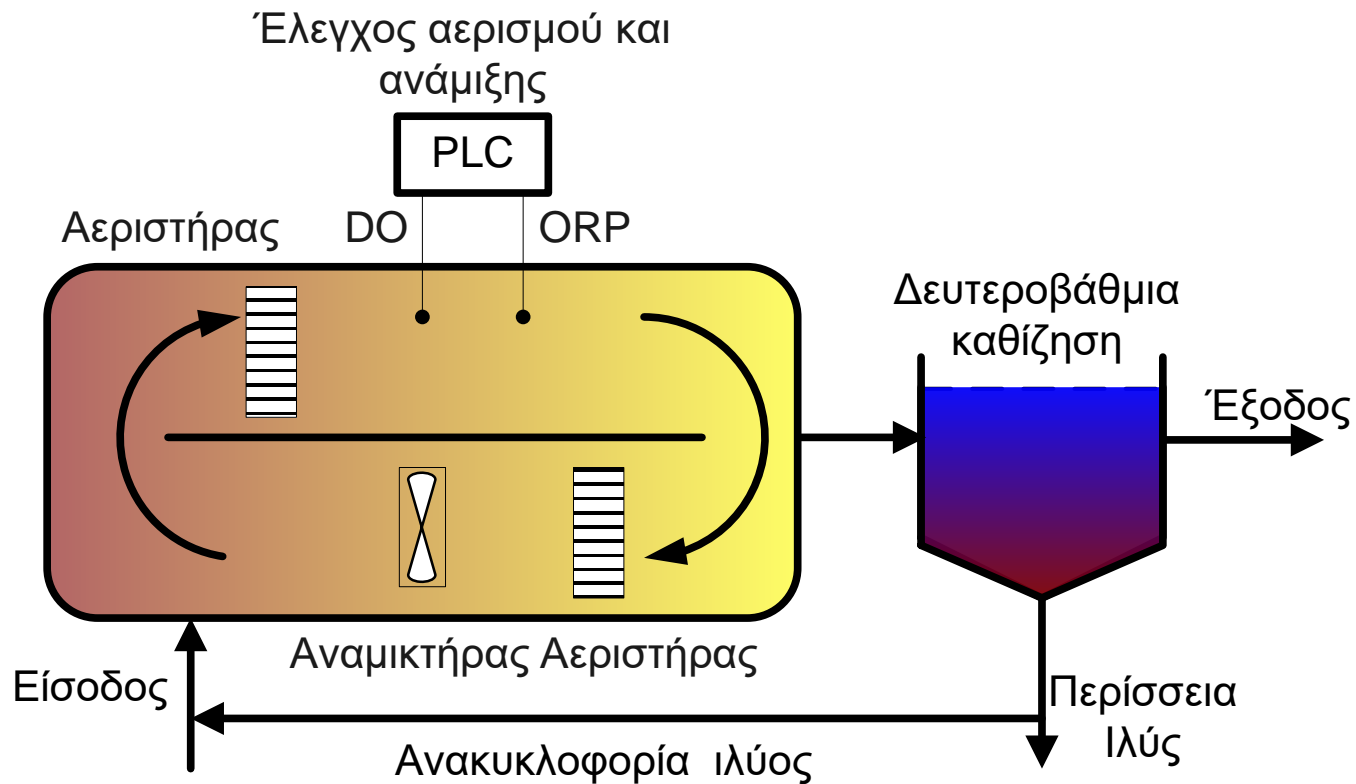 Έλεγχος αερισμού και
ανάμιξης
PLC
Αεριστήρας
DO
ORP
Δευτεροβάθμια
καθίζηση
Έξοδος
Αναμικτήρας Αεριστήρας
Είσοδος
Περίσσεια
Ιλύς
Ανακυκλοφορία ιλύος